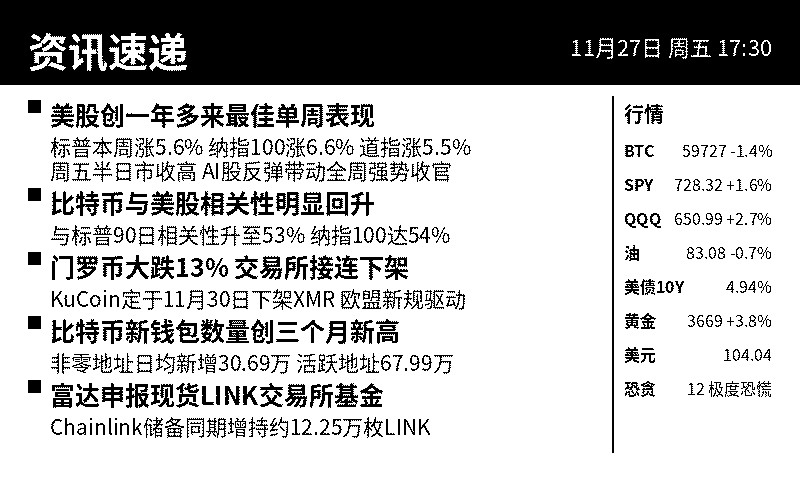 资讯速递
11月27日 周五 17:30
美股创一年多来最佳单周表现
标普本周涨5.6% 纳指100涨6.6% 道指涨5.5%
周五半日市收高 AI股反弹带动全周强势收官
比特币与美股相关性明显回升
与标普90日相关性升至53% 纳指100达54%
门罗币大跌13% 交易所接连下架
KuCoin定于11月30日下架XMR 欧盟新规驱动
比特币新钱包数量创三个月新高
非零地址日均新增30.69万 活跃地址67.99万
富达申报现货LINK交易所基金
Chainlink储备同期增持约12.25万枚LINK
行情
BTC 59727 -1.4%
SPY 728.32 +1.6%
QQQ 650.99 +2.7%
油 83.08 -0.7%
美债10Y 4.94%
黄金 3669 +3.8%
美元 104.04
恐贪 12 极度恐慌